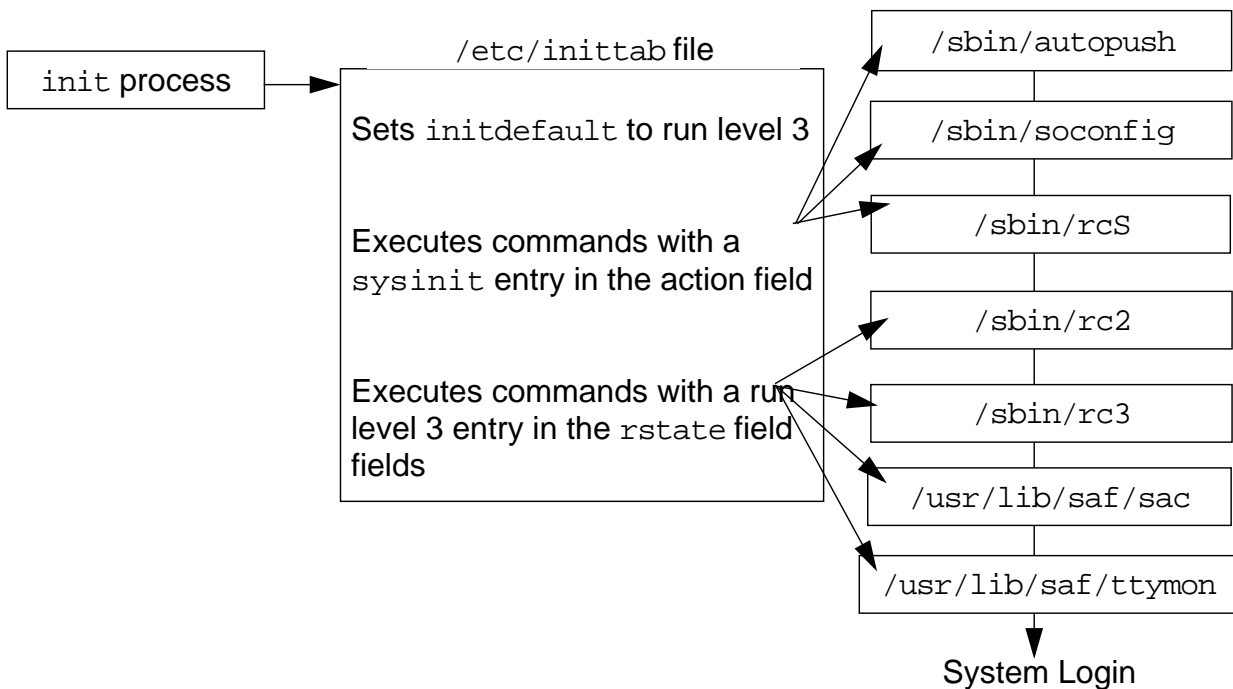 init process
/etc/inittab file
Sets initdefault to run level 3
Executes commands with a
sysinit entry in the action field
Executes commands with a run
level 3 entry in the rstate field
fields
/sbin/autopush
/sbin/soconfig
/sbin/rcS
/sbin/rc2
/sbin/rc3
/usr/lib/saf/sac
/usr/lib/saf/ttymon
System Login